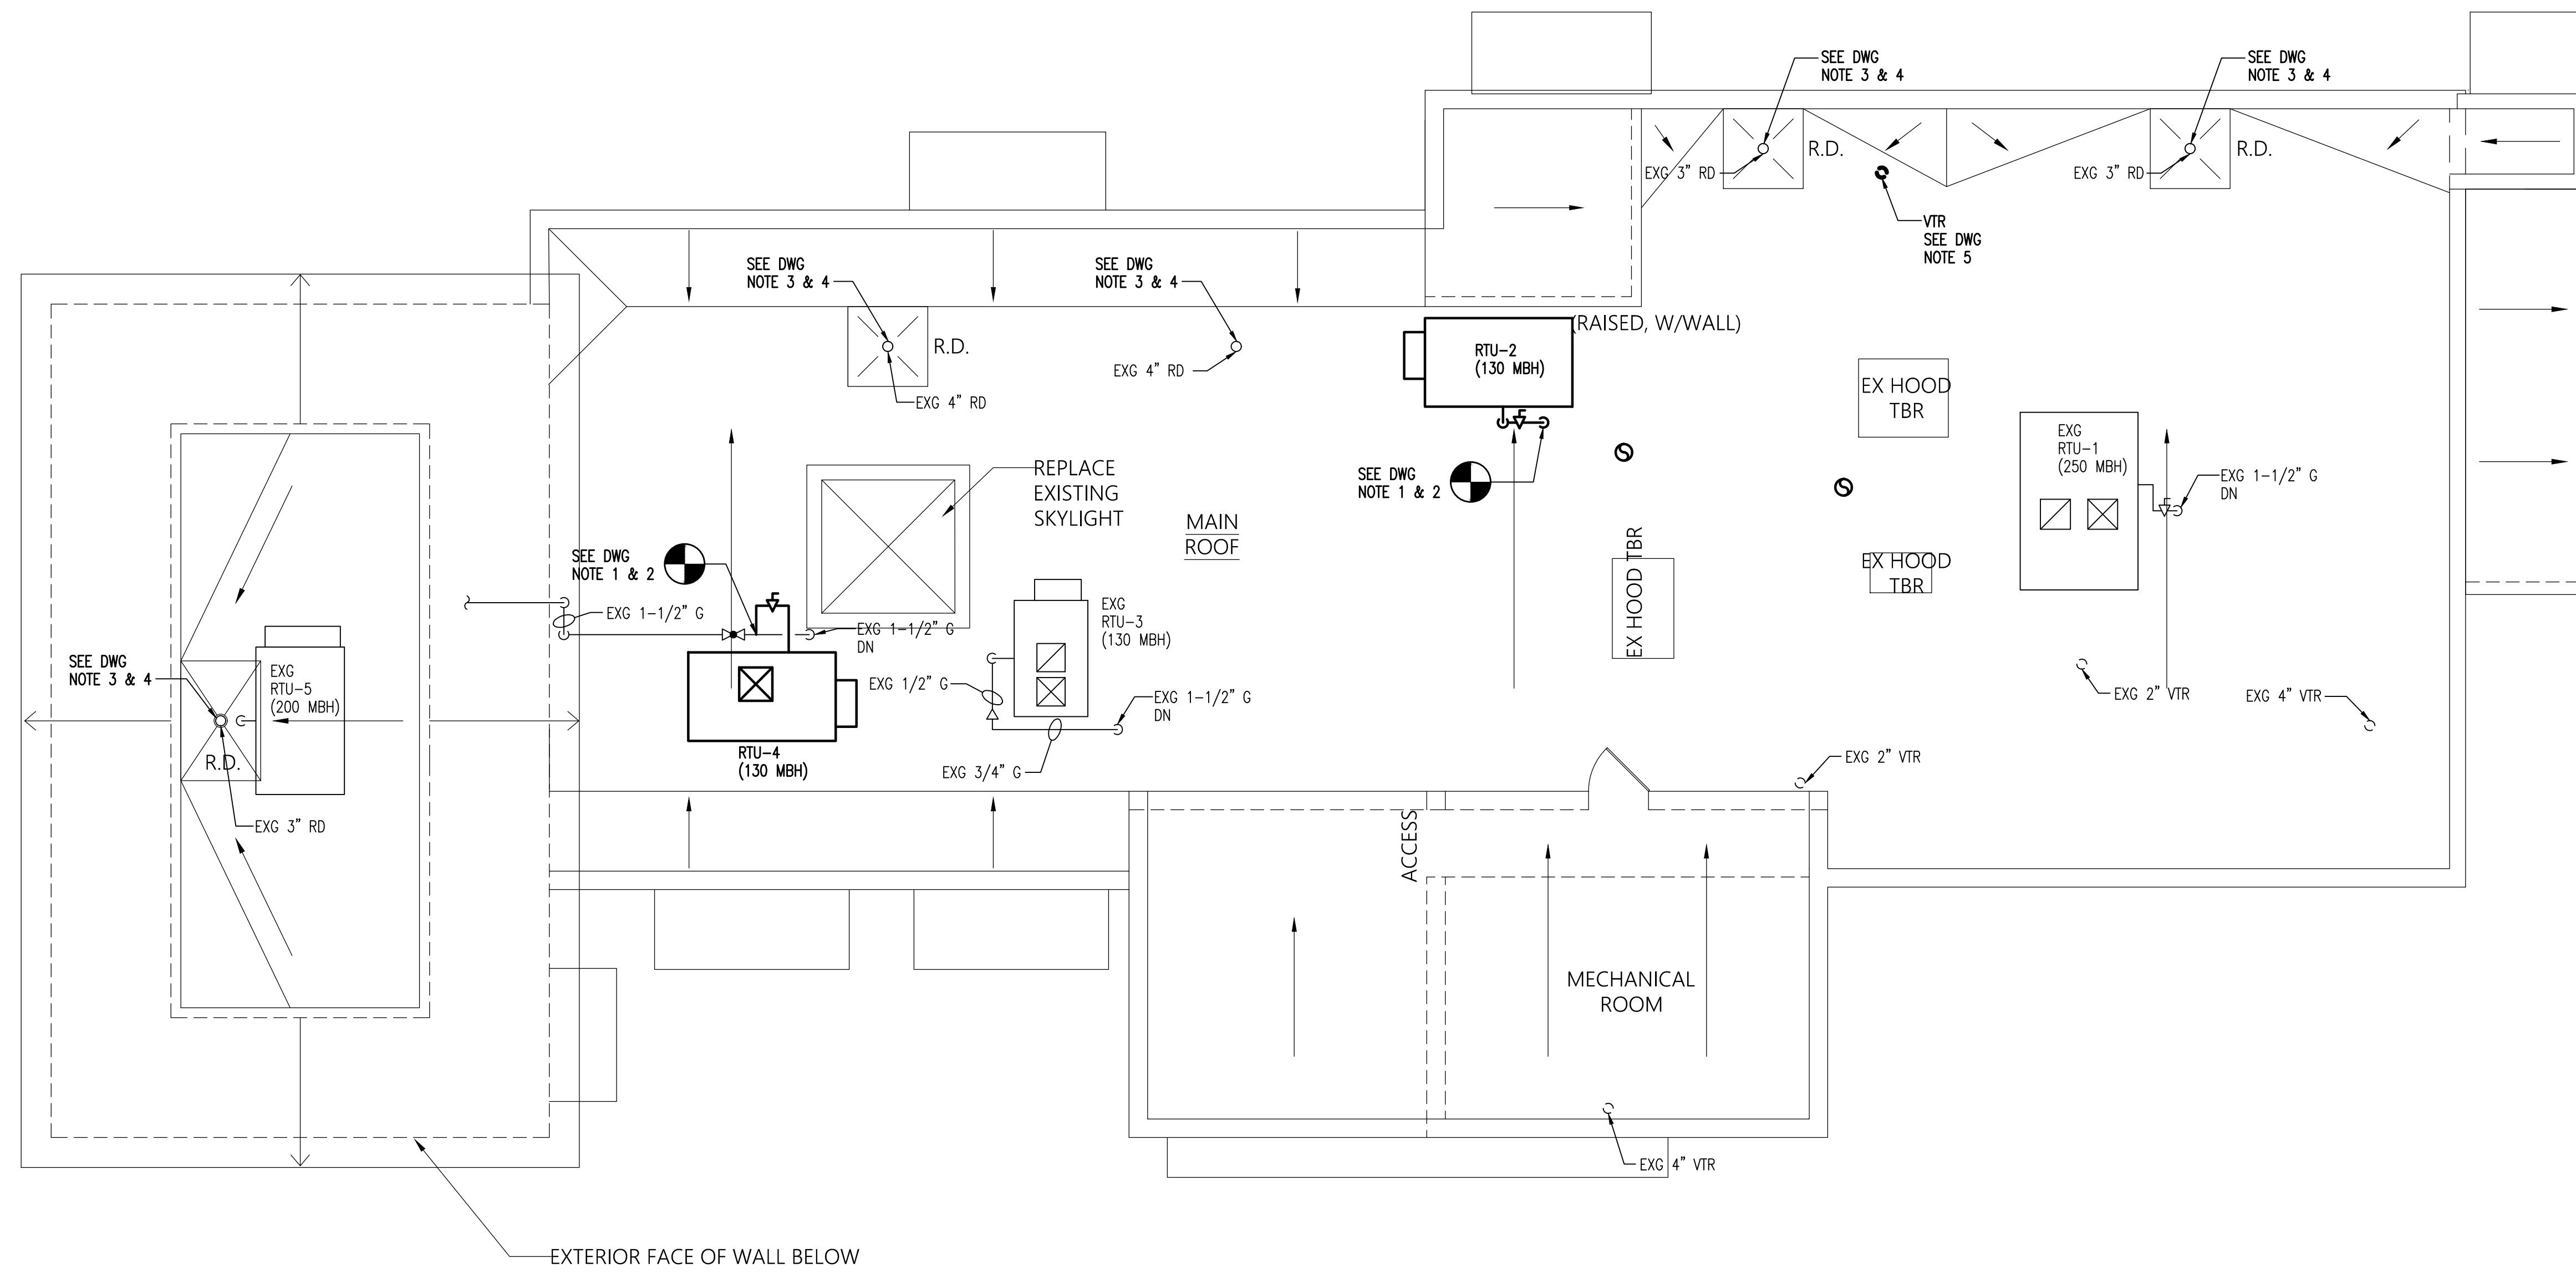 SEE DWG
NOTE 3 & 4
SEE DWG
NOTE 3 & 4
R.D.
R.D.
EXG 3" RD
EXG 3" RD
VTR
SEE DWG
NOTE 5
SEE DWG
NOTE 3 & 4
SEE DWG
NOTE 3 & 4
R.D.
EXG 4" RD
EXG 4" RD
(RAISED, W/WALL)
RTU-2
(130 MBH)
EX HOOD
TBR
EXG
RTU-1
(250 MBH)
EXG 1-1/2" G
DN
SEE DWG
NOTE 1 & 2
REPLACE
EXISTING
SKYLIGHT
MAIN
ROOF
EX HOOD TBR
EX HOOD
TBR
SEE DWG
NOTE 1 & 2
EXG 1-1/2" G
EXG 1-1/2" G
DN
EXG
RTU-3
(130 MBH)
SEE DWG
NOTE 3 & 4
EXG
RTU-5
(200 MBH)
R.D.
EXG 3" RD
EXG 1/2" G
EXG 1-1/2" G
DN
RTU-4
(130 MBH)
EXG 3/4" G
EXG 2" VTR
EXG 4" VTR
EXG 2" VTR
ACCESS
MECHANICAL
ROOM
EXG 4" VTR
EXTERIOR FACE OF WALL BELOW